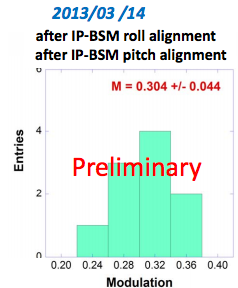 2013/03 /14
after IP-BSM roll alignment
after IP-BSM pitch alignment
6
M = 0.304 +/- 0.044
4
Preliminary
Entries
2
0
0.20 0.24 0.28 0.32 0.36 0.40
Modulation